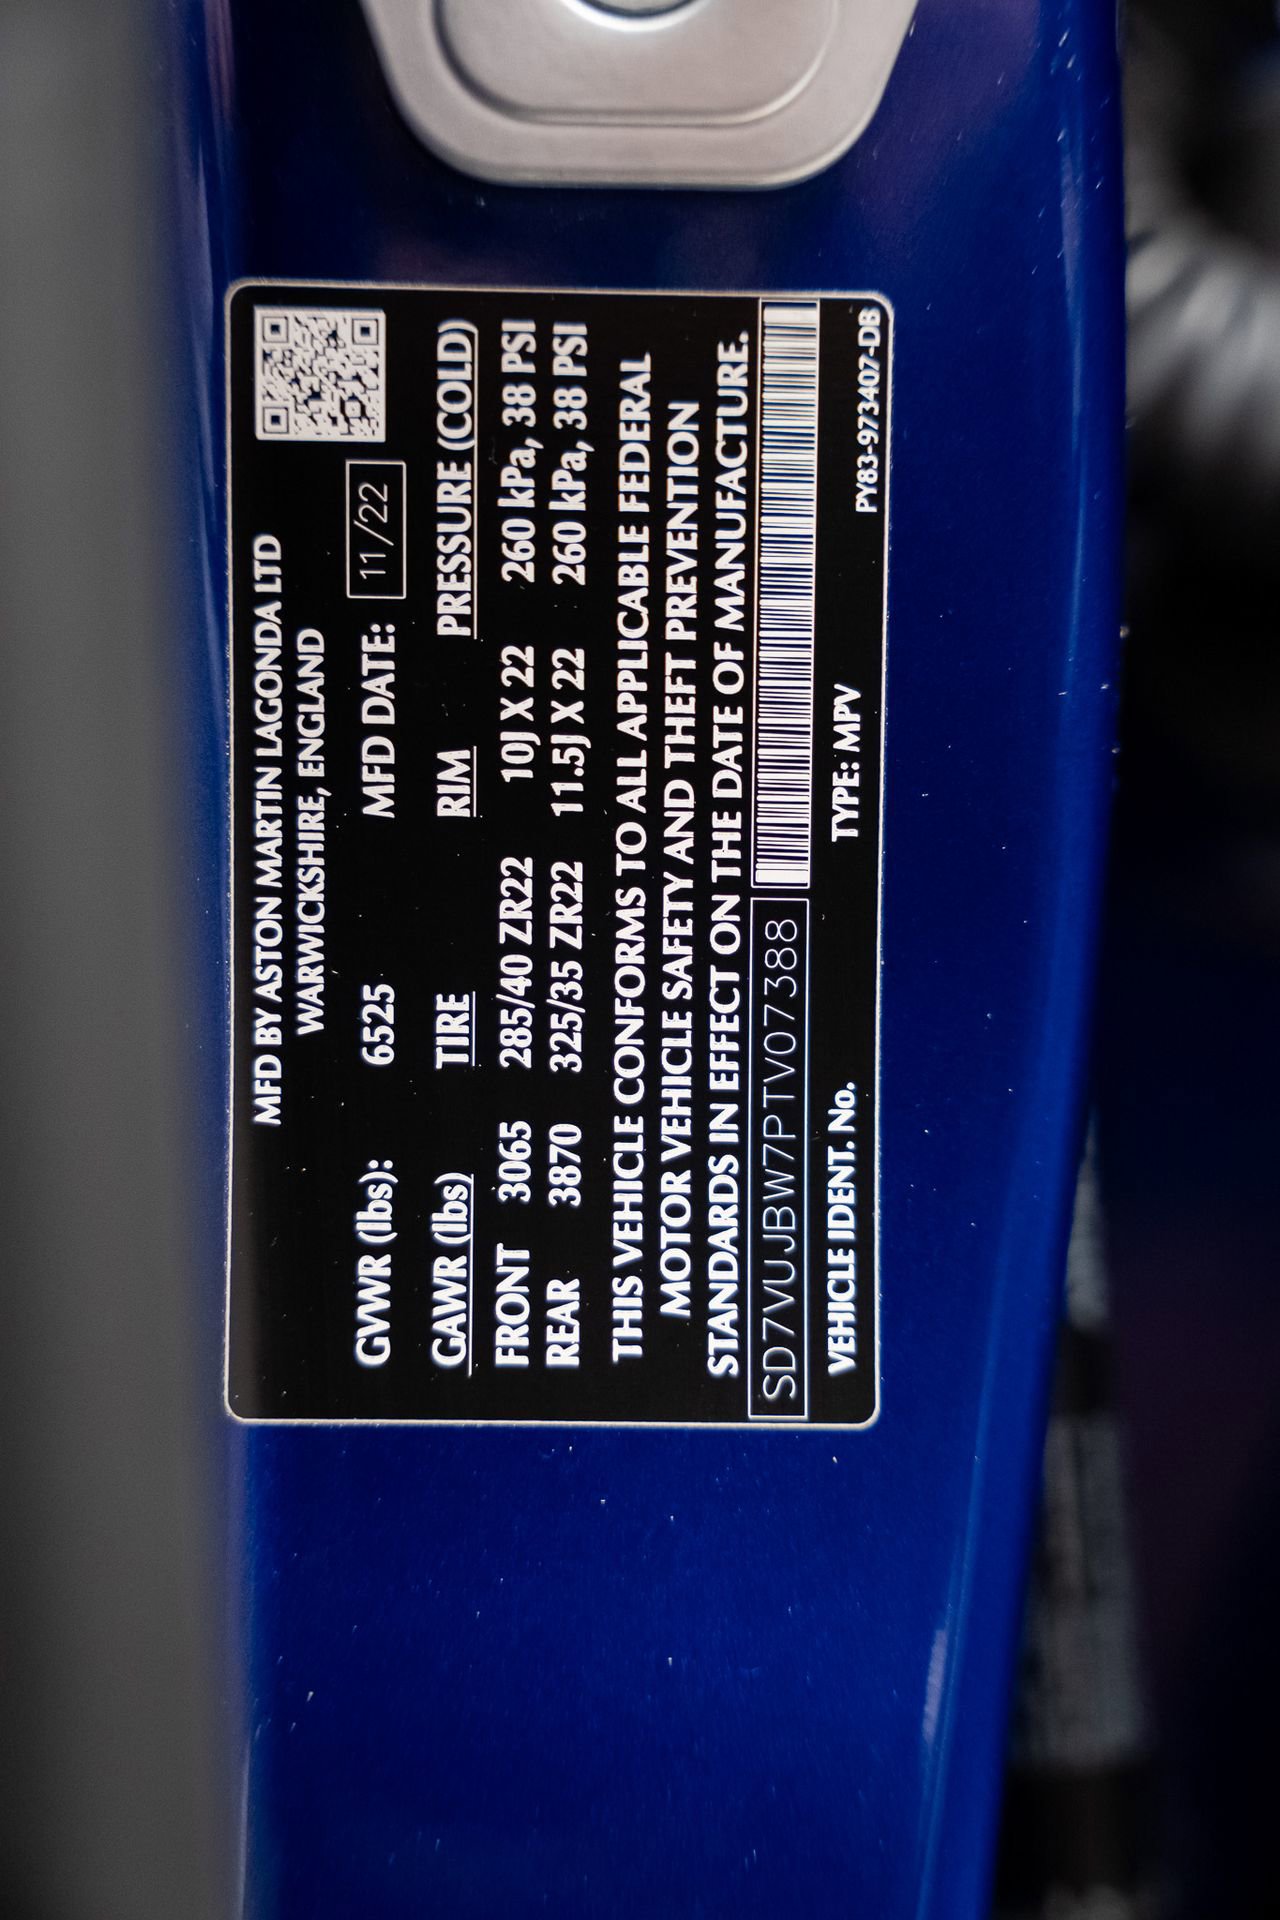 MFD BY ASTON MARTIN LAGONDA LTD
WARWICKSHIRE, ENGLAND
GVWR (lbs): 6525 MFD DATE: 11/22
GAWR (lbs) TIRE RIM PRESSURE (COLD)
FRONT 3065 285/40 ZR22 10J X 22 260 kPa, 38 PSI
REAR 3870 325/35 ZR22 11.5J X 22 260 kPa, 38 PSI
THIS VEHICLE CONFORMS TO ALL APPLICABLE FEDERAL
MOTOR VEHICLE SAFETY AND THEFT PREVENTION
STANDARDS IN EFFECT ON THE DATE OF MANUFACTURE.
SD7VUJBW7PTV07388
VEHICLE IDENT. No. TYPE: MPV
PY83-973407-DB